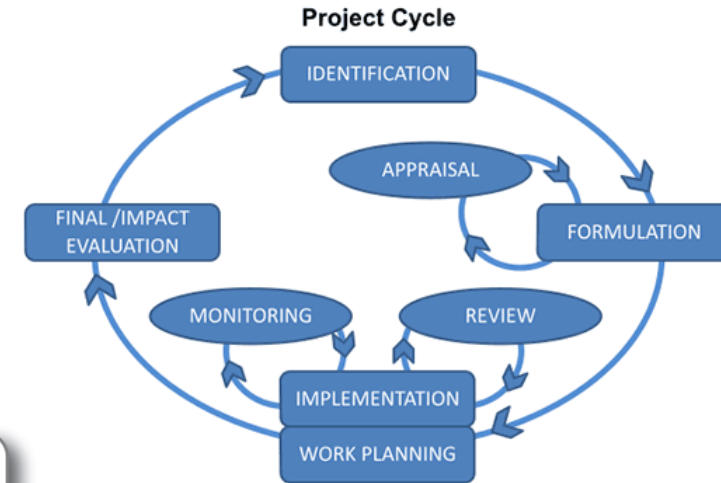 Project Cycle
IDENTIFICATION
APPRAISAL
FINAL /IMPACT
EVALUATION
FORMULATION
MONITORING
REVIEW
IMPLEMENTATION
WORK PLANNING